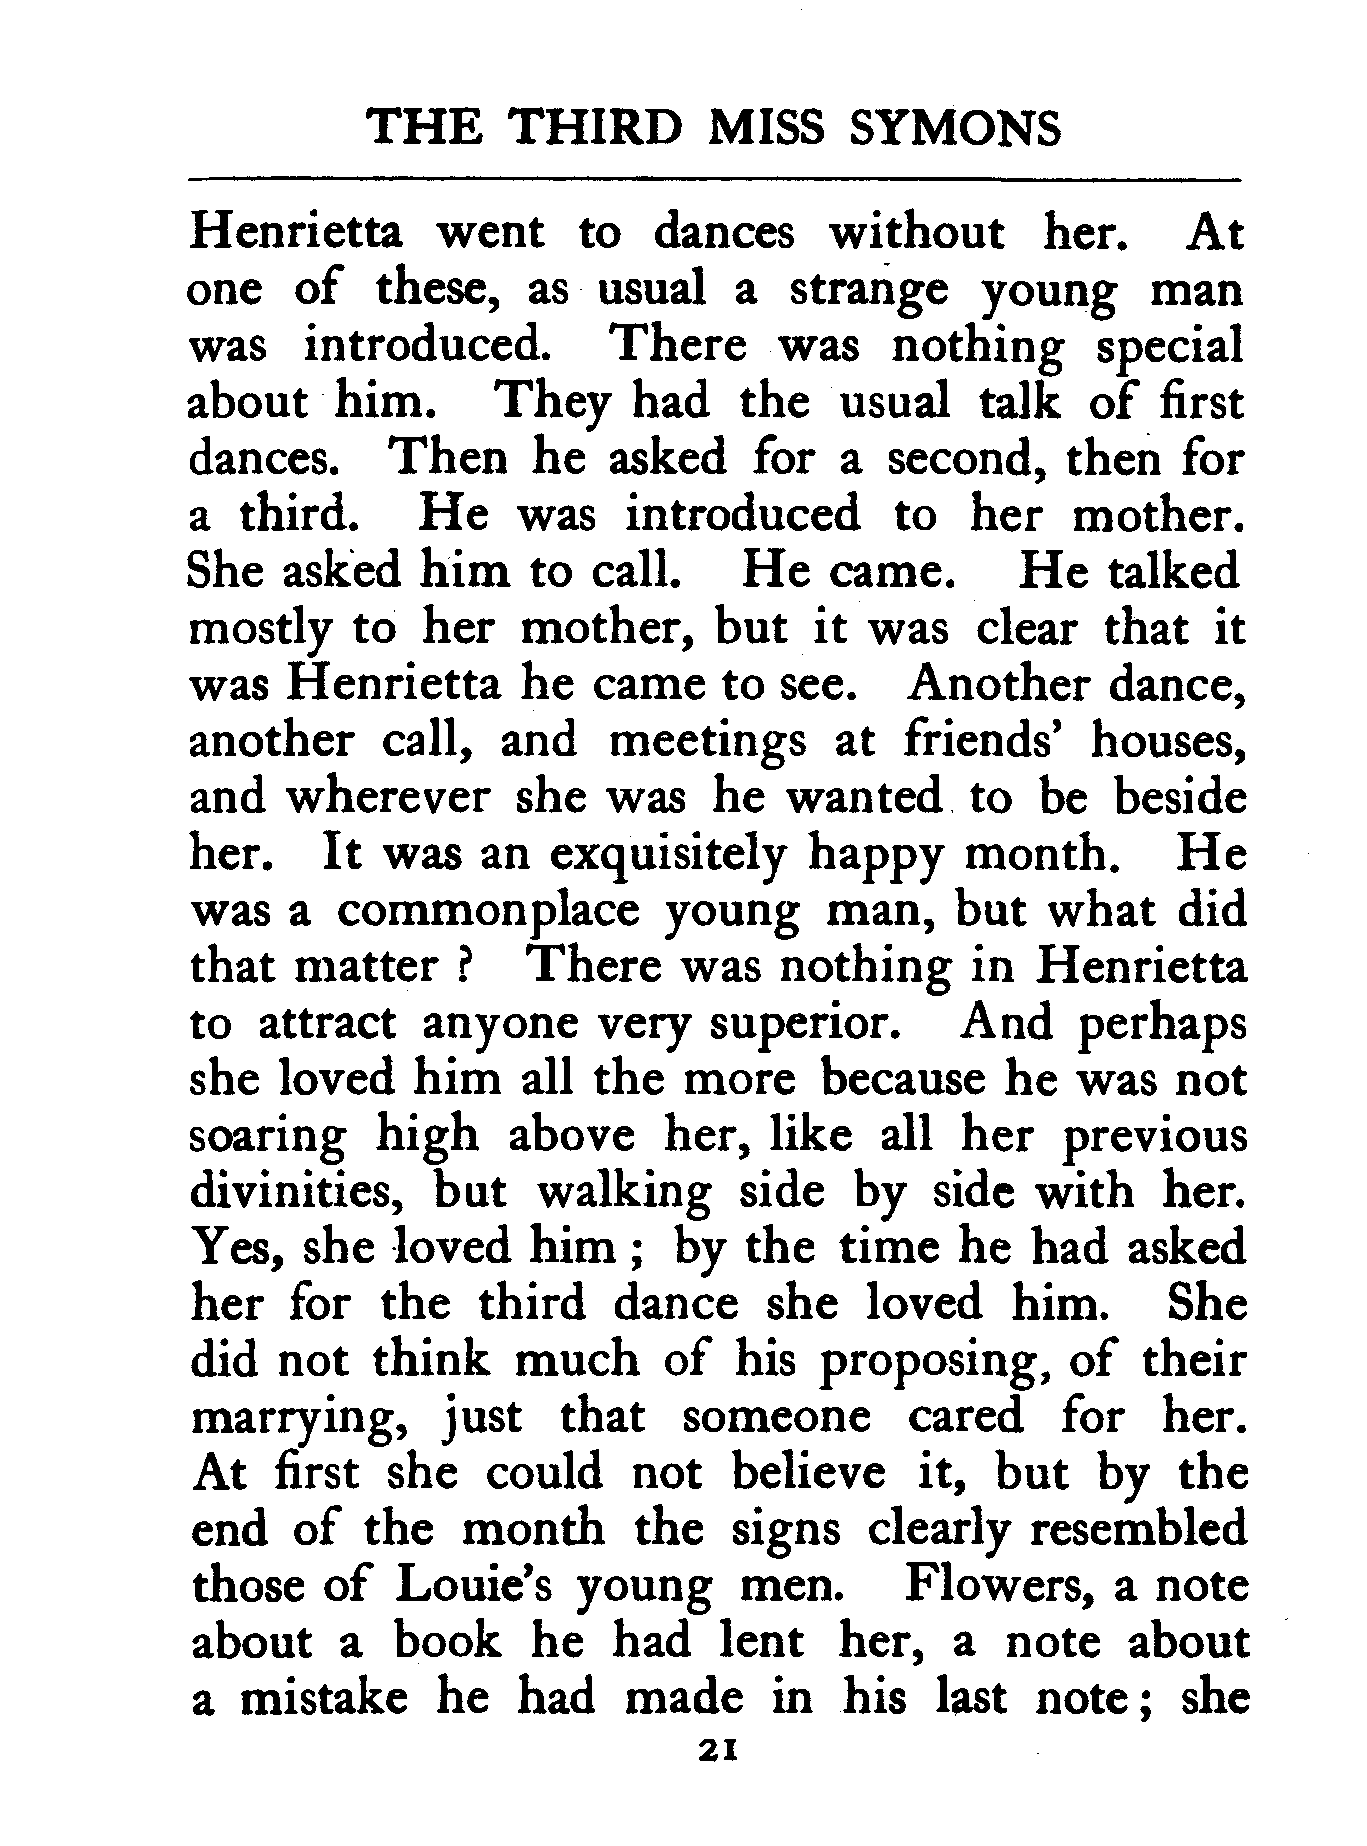 THE THIRD MISS SYMONS
Henrietta went to dances without her. At
one of these, as usual a strange young man
was introduced. There was nothing special
about him. They had the usual talk of first
dances. Then he asked for a second, then for
a third. He was introduced to her mother.
She asked him to call. He came. He talked
mostly to her mother, but it was clear that it
was Henrietta he came to see. Another dance,
another call, and meetings at friends' houses,
and wherever she was he wanted to be beside
her. It was an exquisitely happy month. He
was a commonplace young man, but what did
that matter ? There was nothing in Henrietta
to attract anyone very superior. And perhaps
she loved him all the more because he was not
soaring high above her, like all her previous
divinities, but walking side by side with her.
Yes, she loved him ; by the time he had asked
her for the third dance she loved him. She
did not think much of his proposing, of their
marrying, just that someone cared for her.
At first she could not believe it, but by the
end of the month the signs clearly resembled
those of Louie's young men. Flowers, a note
about a book he had lent her, a note about
a mistake he had made in his last note ; she
21